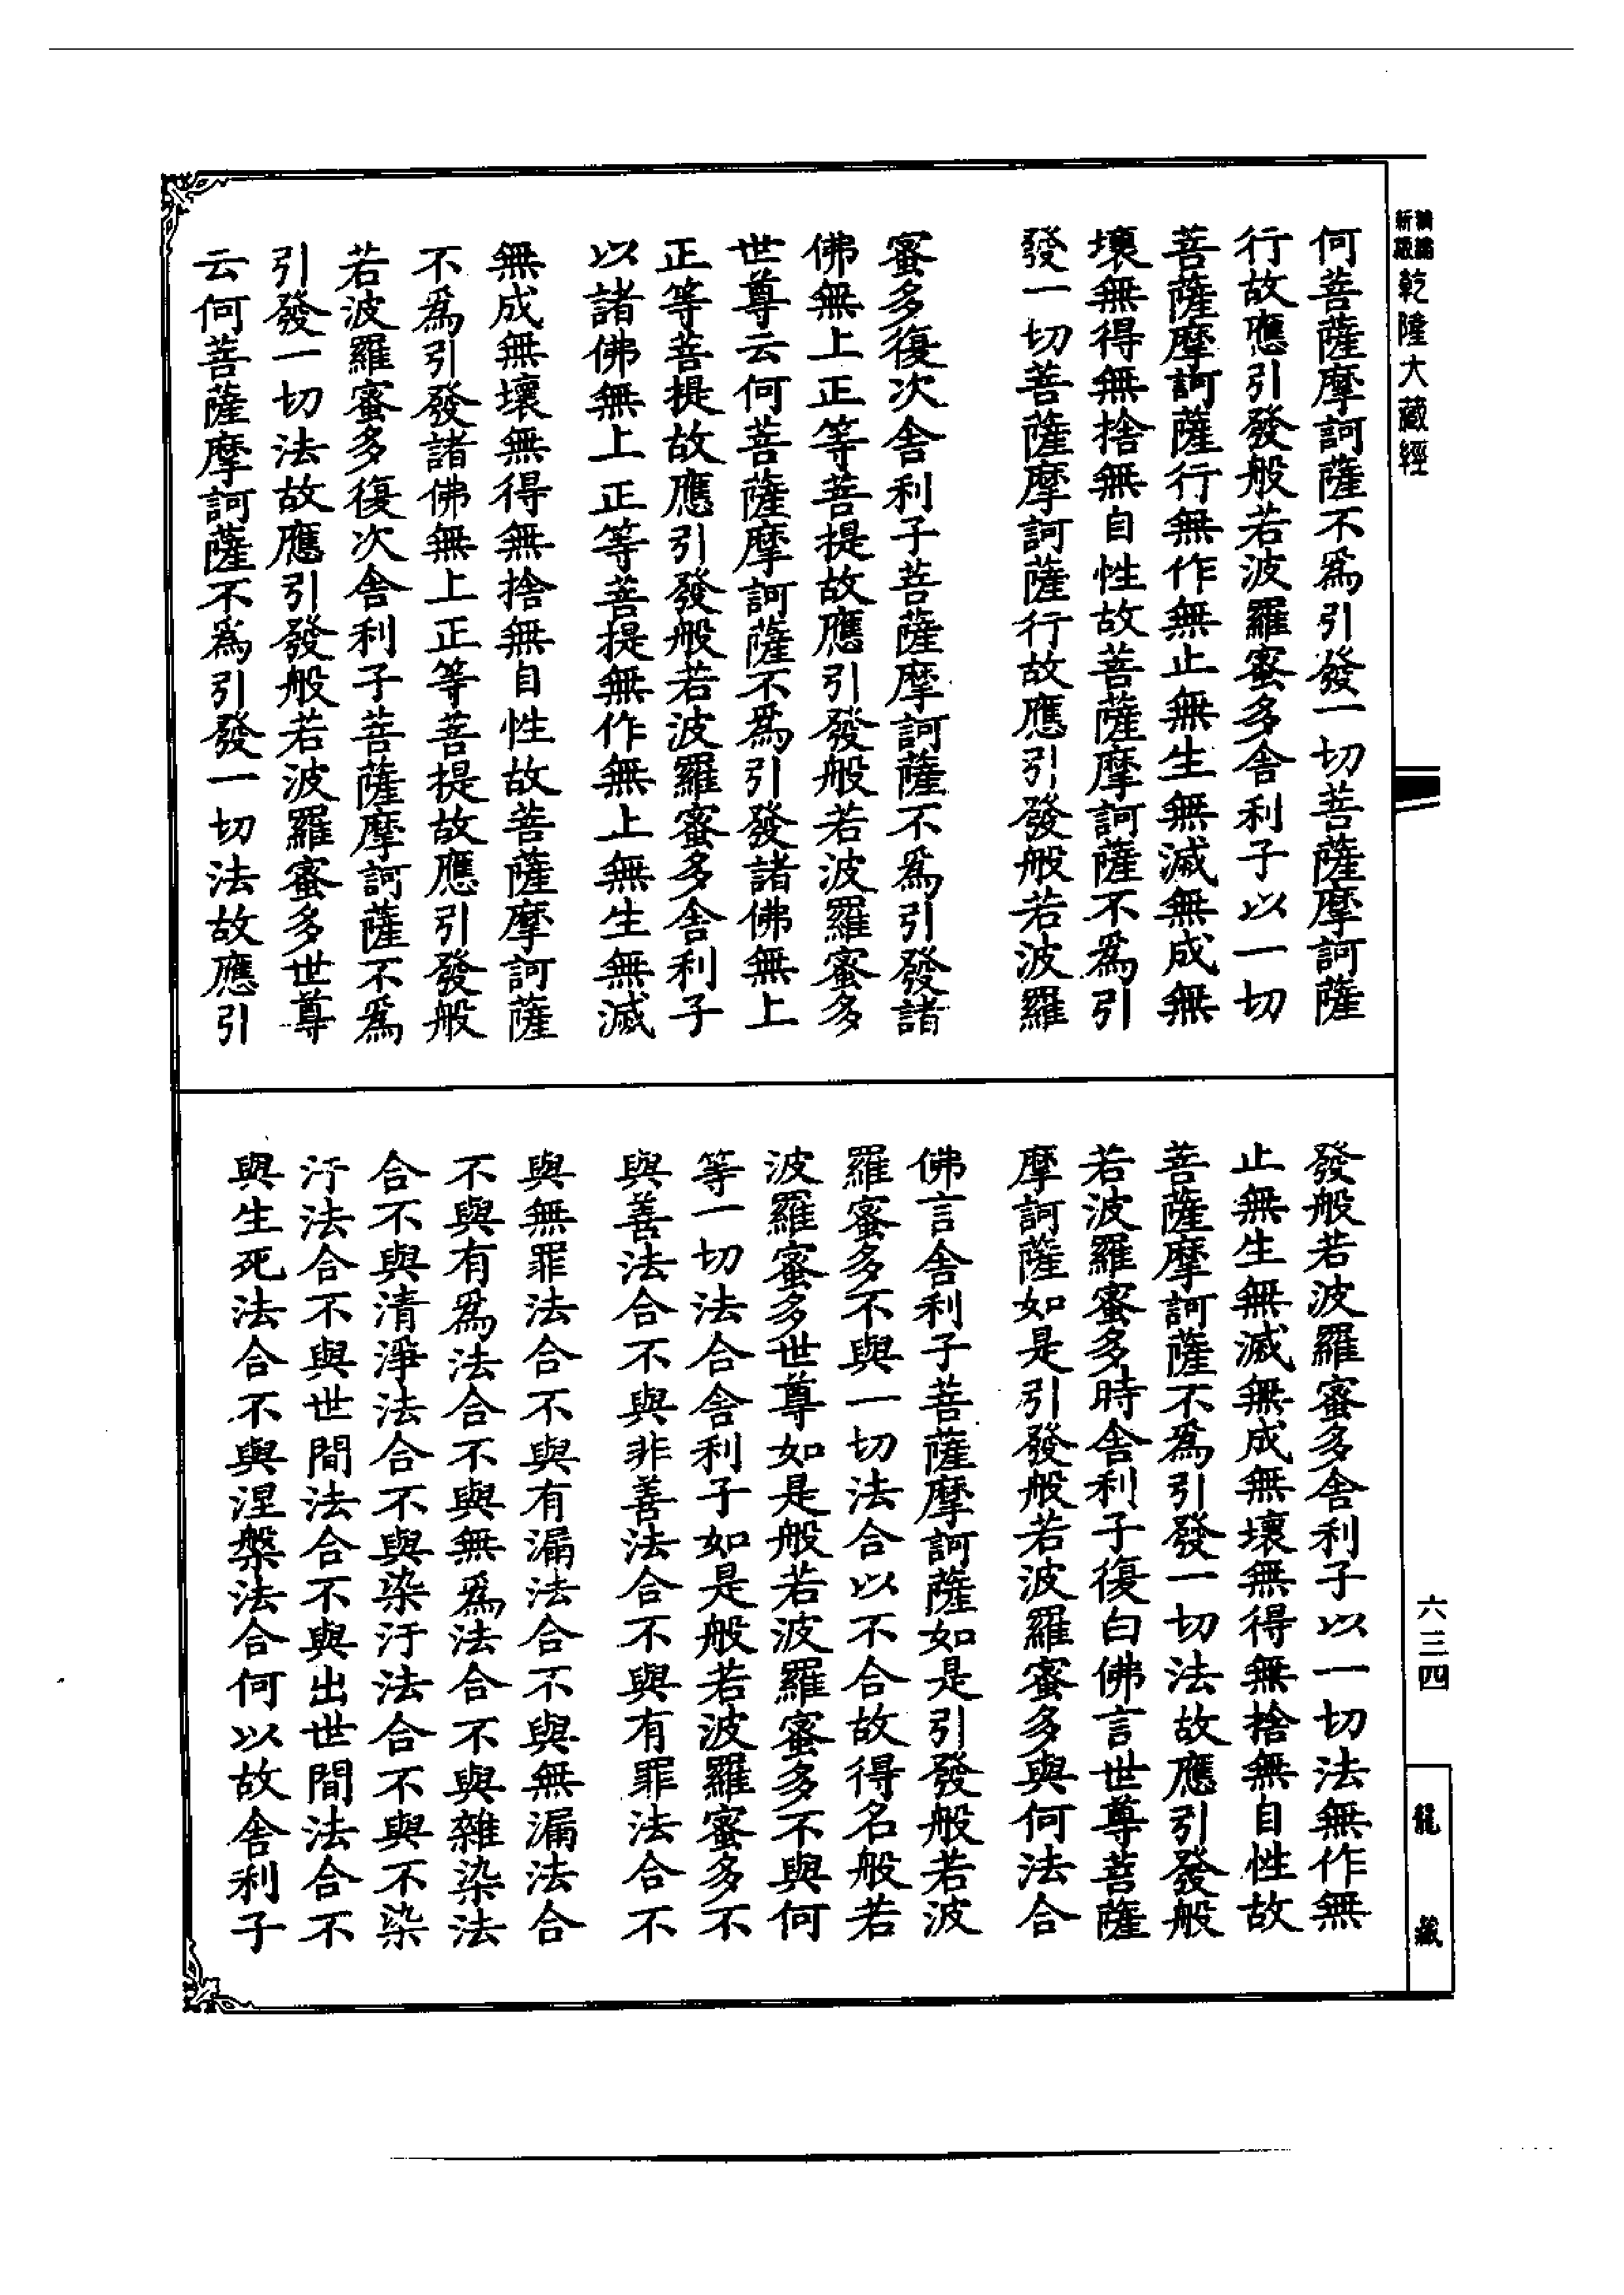 乾隆大藏經
何菩薩摩訶薩不爲引發一切菩薩摩訶薩
行故應引發般若波羅蜜多舍利子以一切
菩薩摩訶薩行無作無止無生無滅無成無
壞無得無捨無自性故菩薩摩訶薩不爲引
發一切菩薩摩訶薩行故應引發般若波羅
蜜多復次舍利子菩薩摩訶薩不爲引發諸
佛無上正等菩提故應引發般若波羅蜜多
世尊云何菩薩摩訶薩不爲引發諸佛無上
正等菩提故應引發般若波羅蜜多舍利子
以諸佛無上正等菩提無作無止無生無滅
無成無壞無得無捨無自性故菩薩摩訶薩
不爲引發諸佛無上正等菩提故應引發般
若波羅蜜多復次舍利子菩薩摩訶薩不爲
引發一切法故應引發般若波羅蜜多世尊
云何菩薩摩訶薩不爲引發一切法故應引
發般若波羅蜜多舍利子以一切法無作無
止無生無滅無成無壞無得無捨無自性故
菩薩摩訶薩不爲引發一切法故應引發般
若波羅蜜多時舍利子復白佛言世尊菩薩
摩訶薩如是引發般若波羅蜜多與何法合
佛言舍利子菩薩摩訶薩如是引發般若波
羅蜜多不與一切法合以不合故得名般若
波羅蜜多世尊如是般若波羅蜜多不與何
等一切法合舍利子如是般若波羅蜜多不
與善法合不與非善法合不與有罪法合不
與無罪法合不與有漏法合不與無漏法合
不與有爲法合不與無爲法合不與雜染法
合不與清淨法合不與染汙法合不與不染
汙法合不與世間法合不與出世間法合不
與生死法合不與涅槃法合何以故舍利子
六三四
龍藏